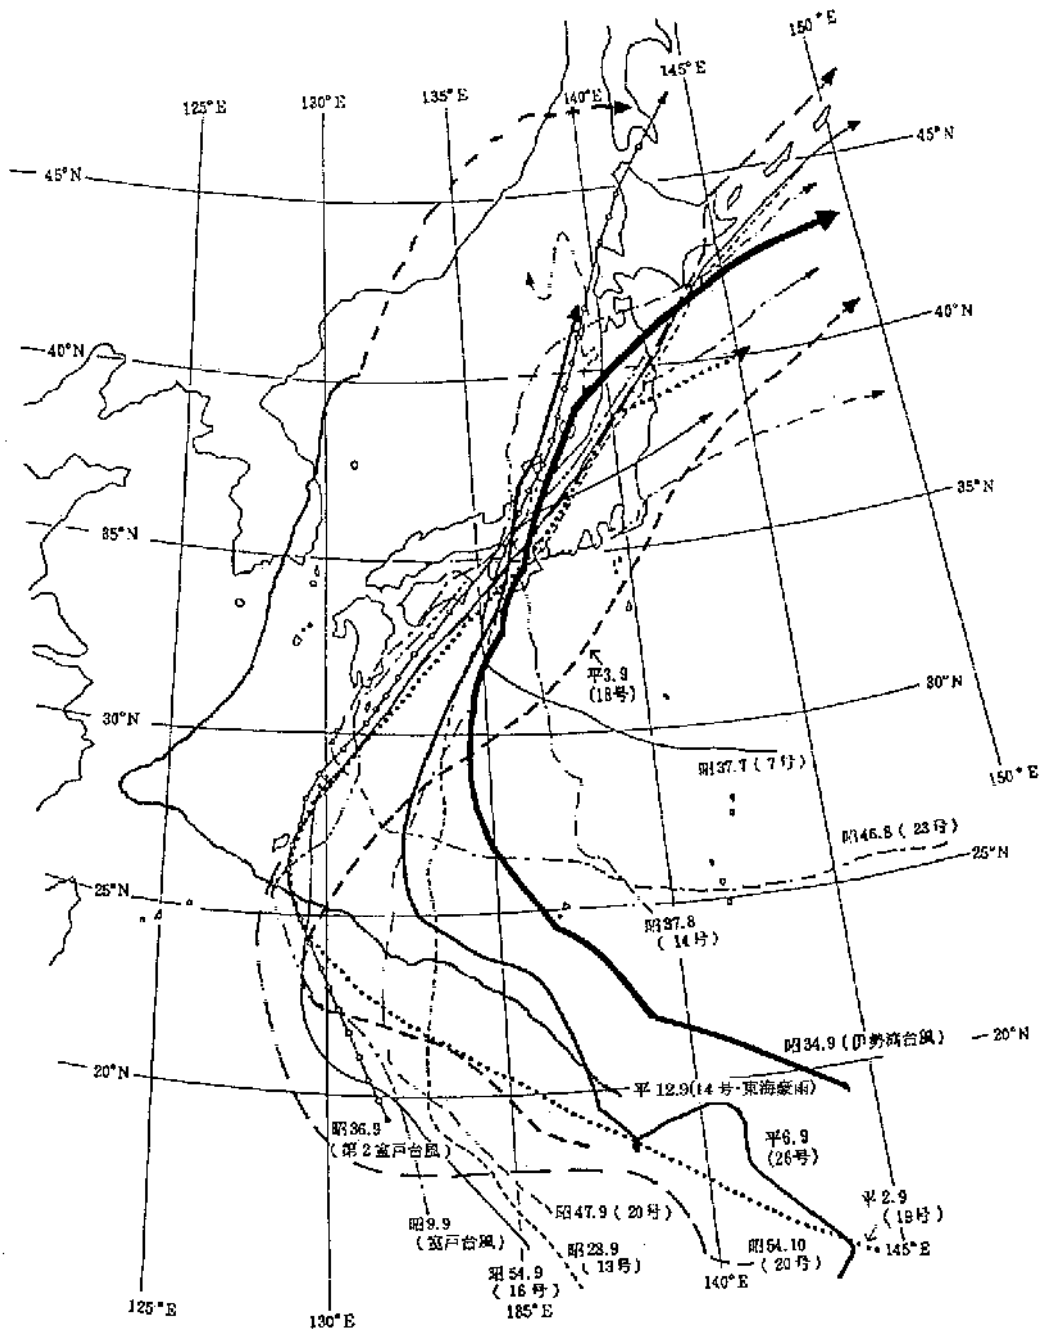 150°E
145°E
140°E
135°E
130°E
125°E
45°N
45°N
40°N
40°N
35°N
35°N
平3.9
(18号)
30°N
30°N
昭37.7(7号)
150°E
昭46.8(23号)
25°N
25°N
昭37.8
(14号)
昭34.9(伊勢湾台風)
20°N
20°N
平12.9(14号・東海豪雨)
昭36.9
(第2室戸台風)
平6.9
(26号)
平2.9
(19号)
昭47.9(20号)
昭9.9
(室戸台風)
昭28.9
(13号)
昭54.10
(20号)
145°E
昭54.9
(16号)
140°E
125°E
130°E
135°E